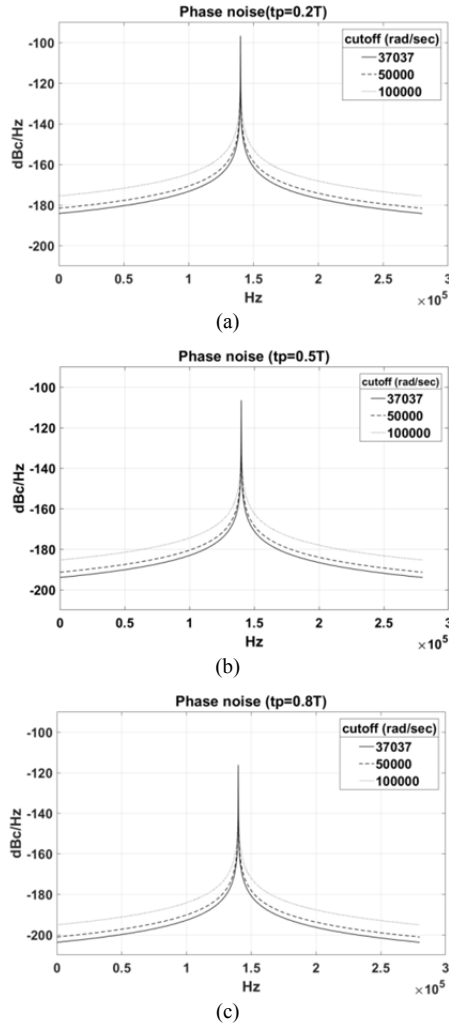 Phase noise(tp=0.2T)
dBc/Hz
-100
-120
-140
-160
-180
-200
cutoff (rad/sec)
37037
50000
100000
0 0.5 1 1.5 2 2.5 3
Hz
×10⁵
(a)
Phase noise (tp=0.5T)
dBc/Hz
-100
-120
-140
-160
-180
-200
cutoff (rad/sec)
37037
50000
100000
0 0.5 1 1.5 2 2.5 3
Hz
×10⁵
(b)
Phase noise (tp=0.8T)
dBc/Hz
-100
-120
-140
-160
-180
-200
cutoff (rad/sec)
37037
50000
100000
0 0.5 1 1.5 2 2.5 3
Hz
×10⁵
(c)